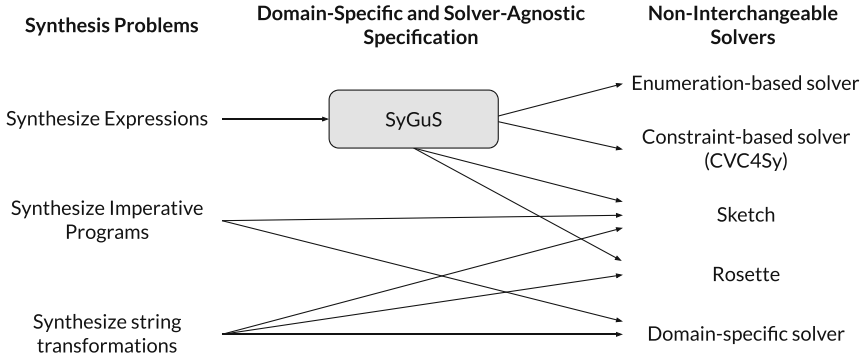 Synthesis Problems
Domain-Specific and Solver-Agnostic
Specification
Non-Interchangeable
Solvers
Synthesize Expressions
SyGuS
Enumeration-based solver
Constraint-based solver
(CVC4Sy)
Synthesize Imperative
Programs
Sketch
Rosette
Synthesize string
transformations
Domain-specific solver